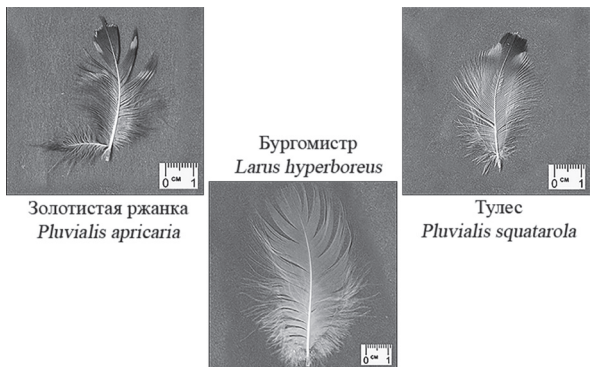 0 см 1
Золотистая ржанка
Pluvialis apricaria
Бургомистр
Larus hyperboreus
0 см 1
0 см 1
Тулес
Pluvialis squatarola